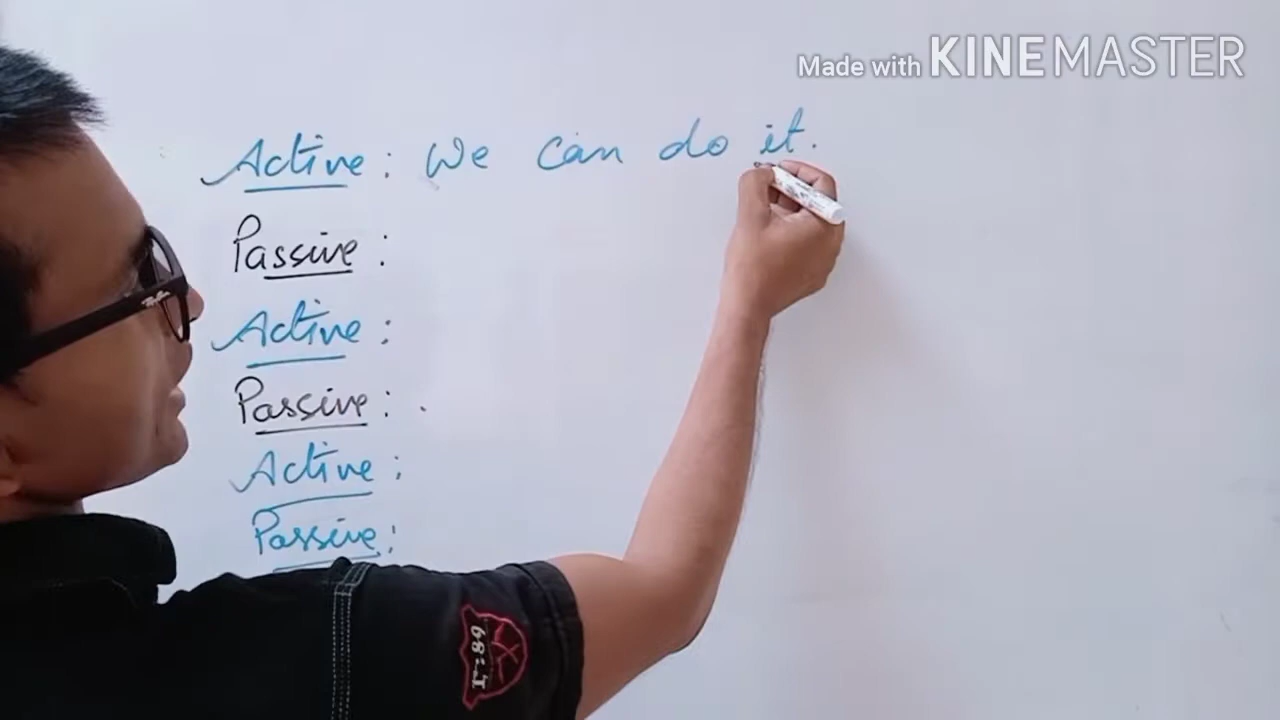 Made with KINEMASTER
Active: We can do it.
Passive:
Active:
Passive: .
Active:
Passive: